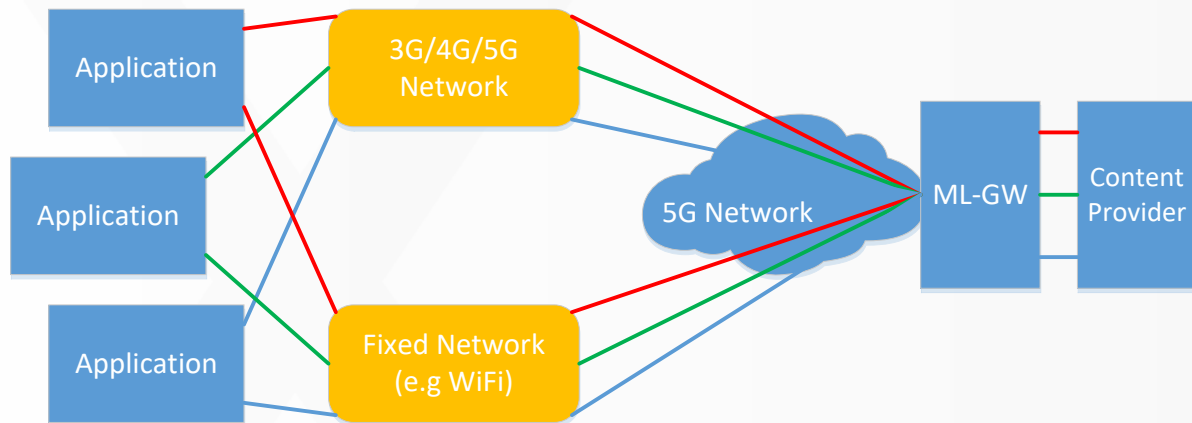 Application
3G/4G/5G
Network
Application
5G Network
ML-GW
Content
Provider
Application
Fixed Network
(e.g WiFi)